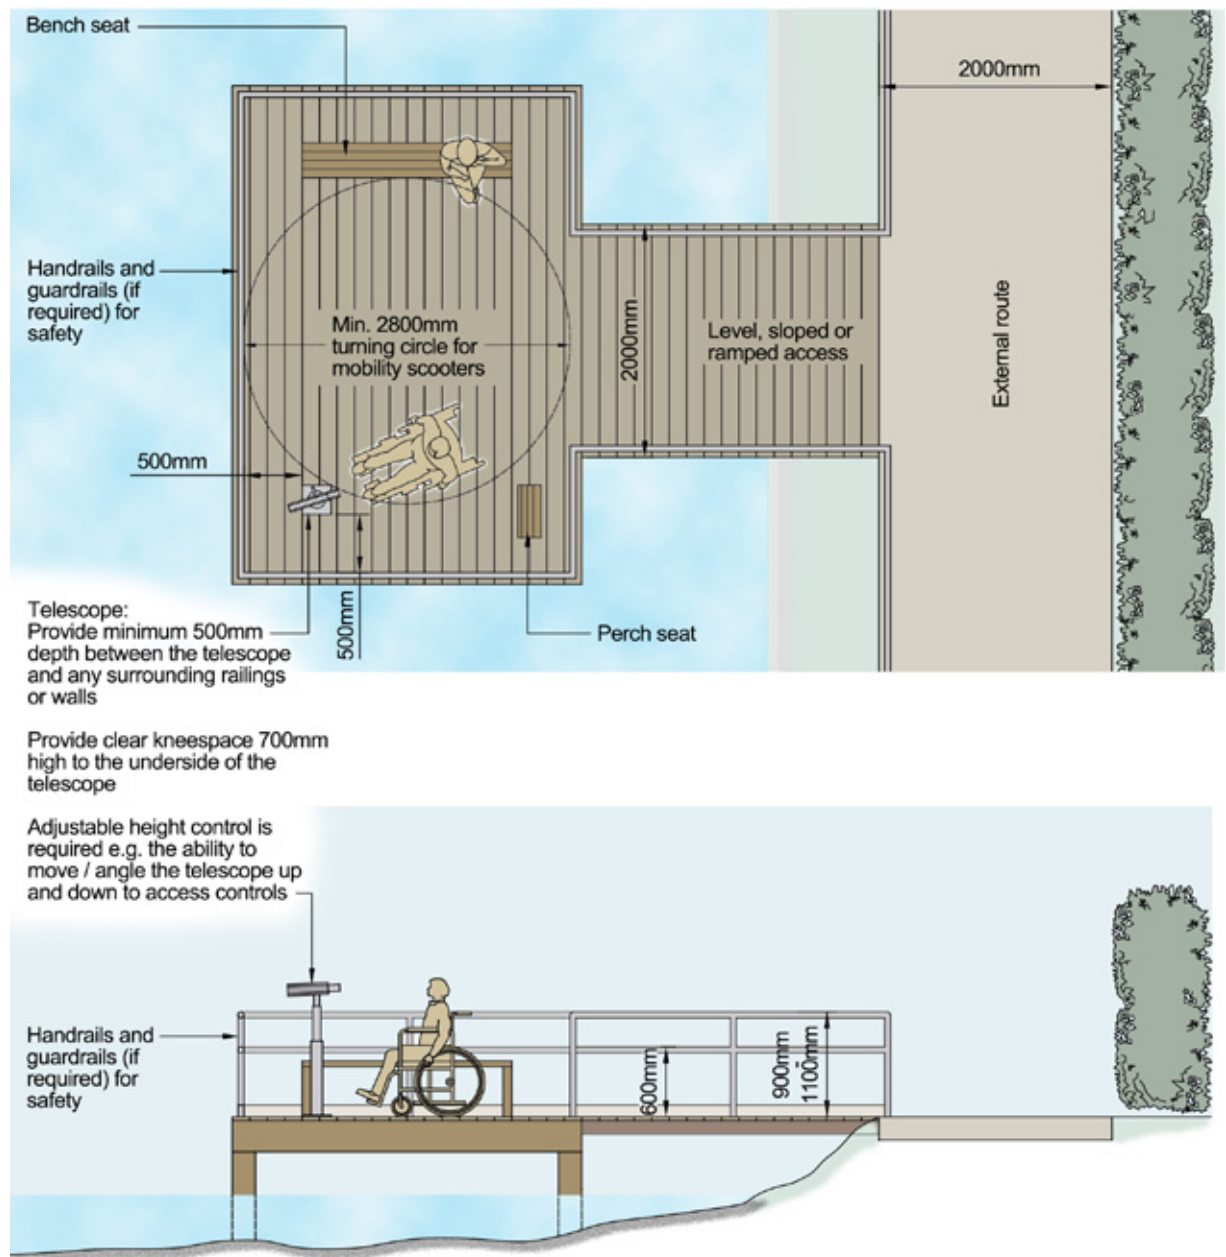 Bench seat
2000mm
Handrails and
guardrails (if
required) for
safety
Min. 2800mm
turning circle for
mobility scooters
2000mm
Level, sloped or
ramped access
External route
500mm
500mm
Perch seat
Telescope:
Provide minimum 500mm
depth between the telescope
and any surrounding railings
or walls
Provide clear kneespace 700mm
high to the underside of the
telescope
Adjustable height control is
required e.g. the ability to
move / angle the telescope up
and down to access controls
Handrails and
guardrails (if
required) for
safety
600mm
900mm -
1100mm